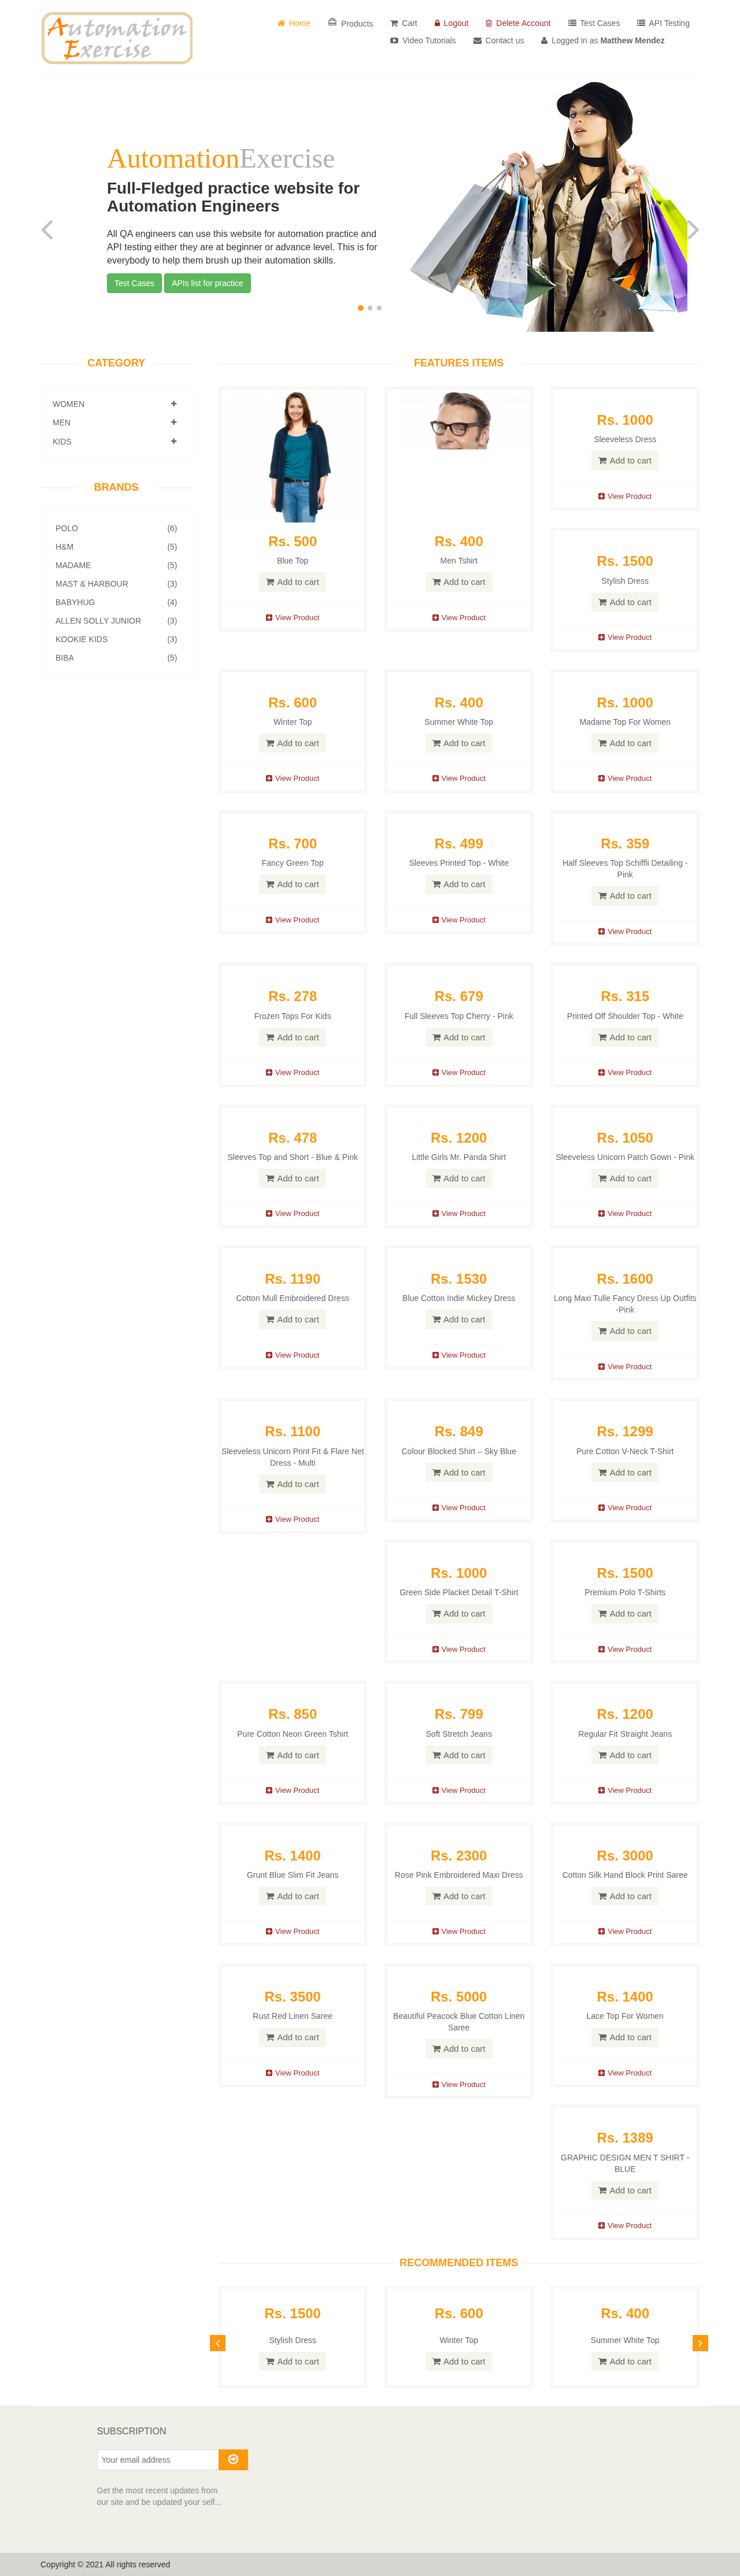 Automation
Exercise
Home
Products
Cart
Logout
Delete Account
Test Cases
API Testing
Video Tutorials
Contact us
Logged in as Matthew Mendez
AutomationExercise
Full-Fledged practice website for
Automation Engineers
All QA engineers can use this website for automation practice and
API testing either they are at beginner or advance level. This is for
everybody to help them brush up their automation skills.
Test Cases
APIs list for practice
CATEGORY
WOMEN
MEN
KIDS
BRANDS
POLO (6)
H&M (5)
MADAME (5)
MAST & HARBOUR (3)
BABYHUG (4)
ALLEN SOLLY JUNIOR (3)
KOOKIE KIDS (3)
BIBA (5)
FEATURES ITEMS
Rs. 500
Blue Top
Add to cart
View Product
Rs. 400
Men Tshirt
Add to cart
View Product
Rs. 1000
Sleeveless Dress
Add to cart
View Product
Rs. 1500
Stylish Dress
Add to cart
View Product
Rs. 600
Winter Top
Add to cart
View Product
Rs. 400
Summer White Top
Add to cart
View Product
Rs. 1000
Madame Top For Women
Add to cart
View Product
Rs. 700
Fancy Green Top
Add to cart
View Product
Rs. 499
Sleeves Printed Top - White
Add to cart
View Product
Rs. 359
Half Sleeves Top Schiffli Detailing -
Pink
Add to cart
View Product
Rs. 278
Frozen Tops For Kids
Add to cart
View Product
Rs. 679
Full Sleeves Top Cherry - Pink
Add to cart
View Product
Rs. 315
Printed Off Shoulder Top - White
Add to cart
View Product
Rs. 478
Sleeves Top and Short - Blue & Pink
Add to cart
View Product
Rs. 1200
Little Girls Mr. Panda Shirt
Add to cart
View Product
Rs. 1050
Sleeveless Unicorn Patch Gown - Pink
Add to cart
View Product
Rs. 1190
Cotton Mull Embroidered Dress
Add to cart
View Product
Rs. 1530
Blue Cotton Indie Mickey Dress
Add to cart
View Product
Rs. 1600
Long Maxi Tulle Fancy Dress Up Outfits
-Pink
Add to cart
View Product
Rs. 1100
Sleeveless Unicorn Print Fit & Flare Net
Dress - Multi
Add to cart
View Product
Rs. 849
Colour Blocked Shirt – Sky Blue
Add to cart
View Product
Rs. 1299
Pure Cotton V-Neck T-Shirt
Add to cart
View Product
Rs. 1000
Green Side Placket Detail T-Shirt
Add to cart
View Product
Rs. 1500
Premium Polo T-Shirts
Add to cart
View Product
Rs. 850
Pure Cotton Neon Green Tshirt
Add to cart
View Product
Rs. 799
Soft Stretch Jeans
Add to cart
View Product
Rs. 1200
Regular Fit Straight Jeans
Add to cart
View Product
Rs. 1400
Grunt Blue Slim Fit Jeans
Add to cart
View Product
Rs. 2300
Rose Pink Embroidered Maxi Dress
Add to cart
View Product
Rs. 3000
Cotton Silk Hand Block Print Saree
Add to cart
View Product
Rs. 3500
Rust Red Linen Saree
Add to cart
View Product
Rs. 5000
Beautiful Peacock Blue Cotton Linen
Saree
Add to cart
View Product
Rs. 1400
Lace Top For Women
Add to cart
View Product
Rs. 1389
GRAPHIC DESIGN MEN T SHIRT -
BLUE
Add to cart
View Product
RECOMMENDED ITEMS
Rs. 1500
Stylish Dress
Add to cart
Rs. 600
Winter Top
Add to cart
Rs. 400
Summer White Top
Add to cart
SUBSCRIPTION
Your email address
Get the most recent updates from
our site and be updated your self...
Copyright © 2021 All rights reserved